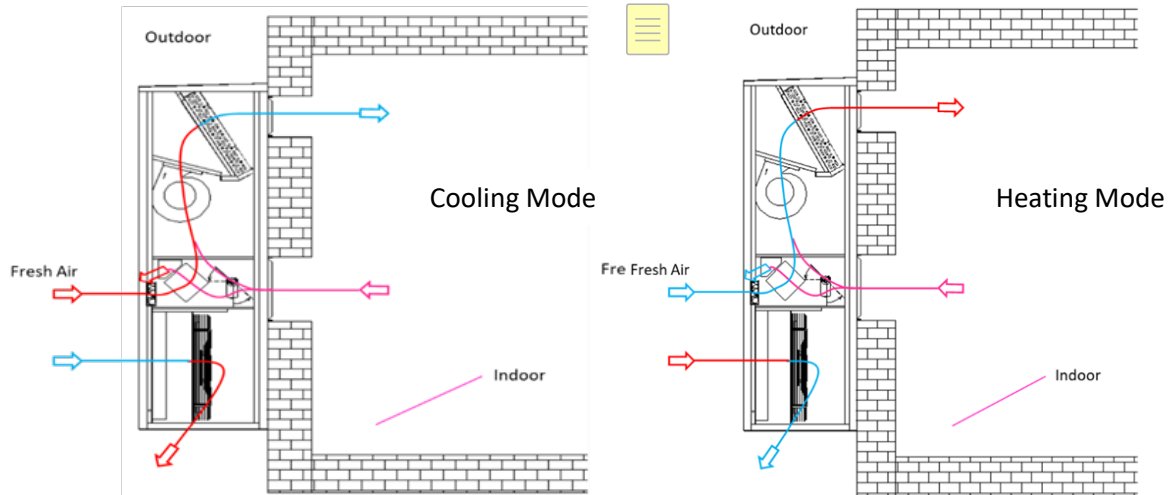 Outdoor
Cooling Mode
Fresh Air
Indoor
Outdoor
Heating Mode
Fre Fresh Air
Indoor